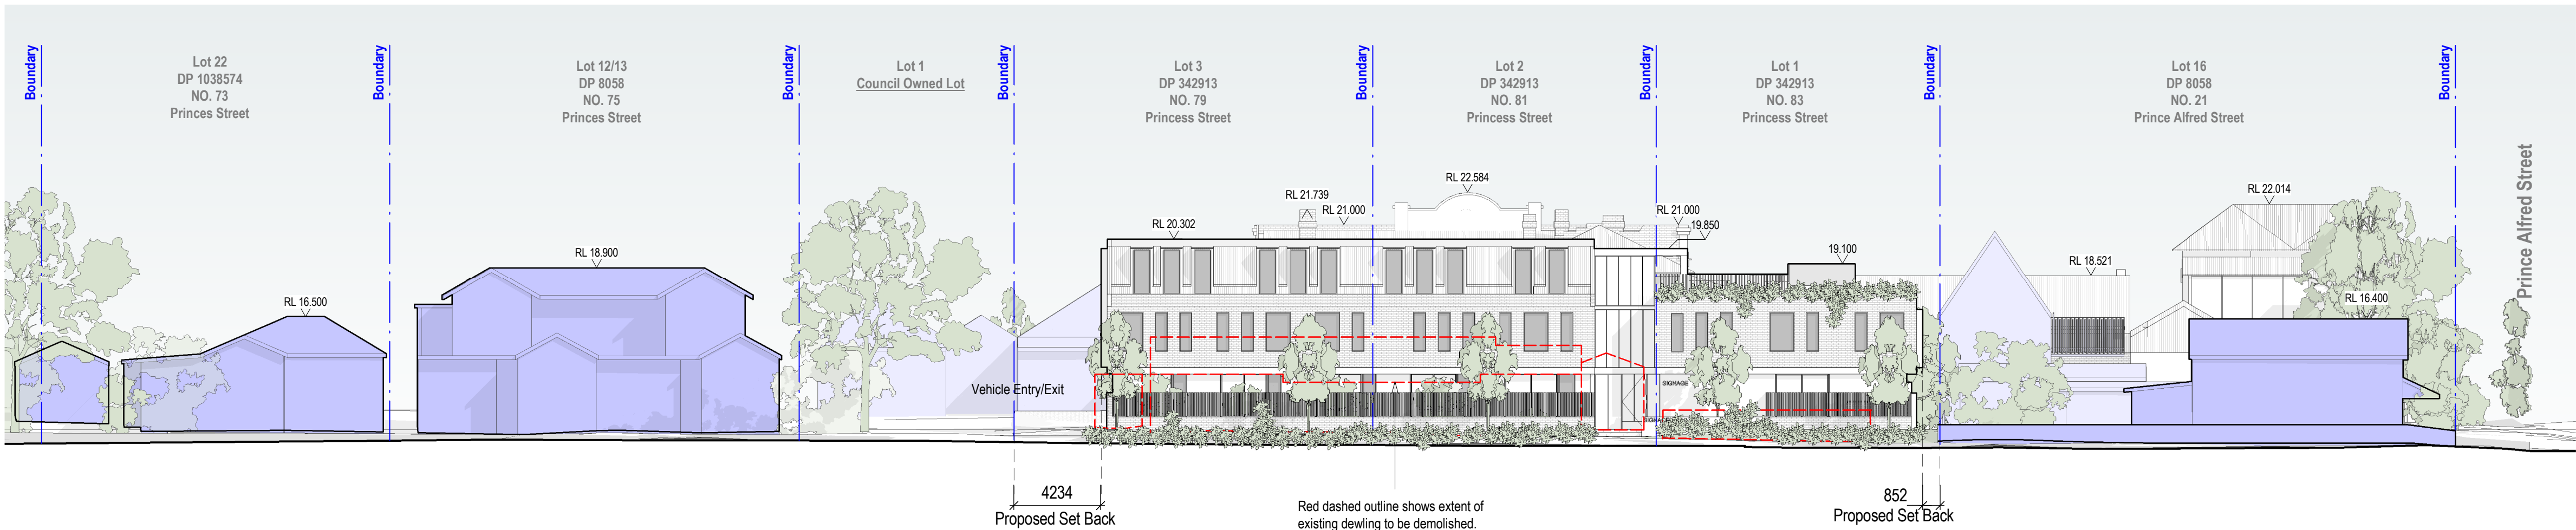 Boundary
Lot 22
DP 1038574
NO. 73
Princes Street
Boundary
Lot 12/13
DP 8058
NO. 75
Princes Street
Boundary
Lot 1
Council Owned Lot
Boundary
Lot 3
DP 342913
NO. 79
Princess Street
Boundary
Lot 2
DP 342913
NO. 81
Princess Street
Boundary
Lot 1
DP 342913
NO. 83
Princess Street
Boundary
Lot 16
DP 8058
NO. 21
Prince Alfred Street
Boundary
Prince Alfred Street
RL 16.500
RL 18.900
RL 20.302
RL 21.739
RL 21.000
RL 22.584
RL 21.000
19.850
19.100
RL 18.521
RL 22.014
RL 16.400
Vehicle Entry/Exit
SIGNAGE
SIGNAGE
4234
Proposed Set Back
Red dashed outline shows extent of
existing dewling to be demolished.
852
Proposed Set Back